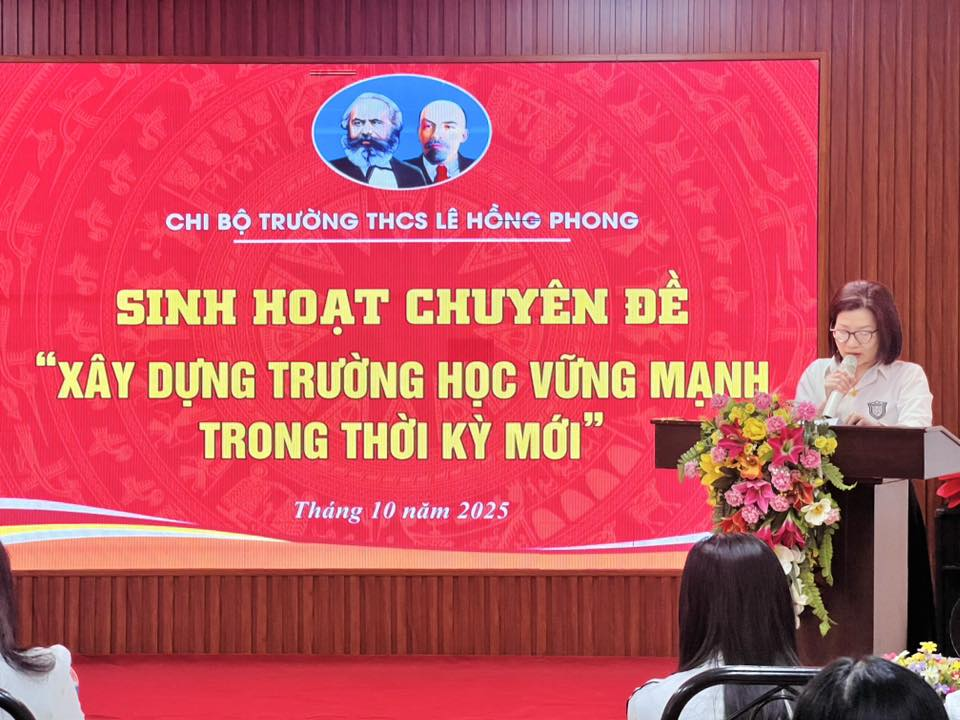 CHI BỘ TRƯỜNG THCS LÊ HỒNG PHONG
SINH HOẠT CHUYÊN ĐỀ
“XÂY DỰNG TRƯỜNG HỌC VỮNG MẠNH
TRONG THỜI KỲ MỚI”
Tháng 10 năm 2025